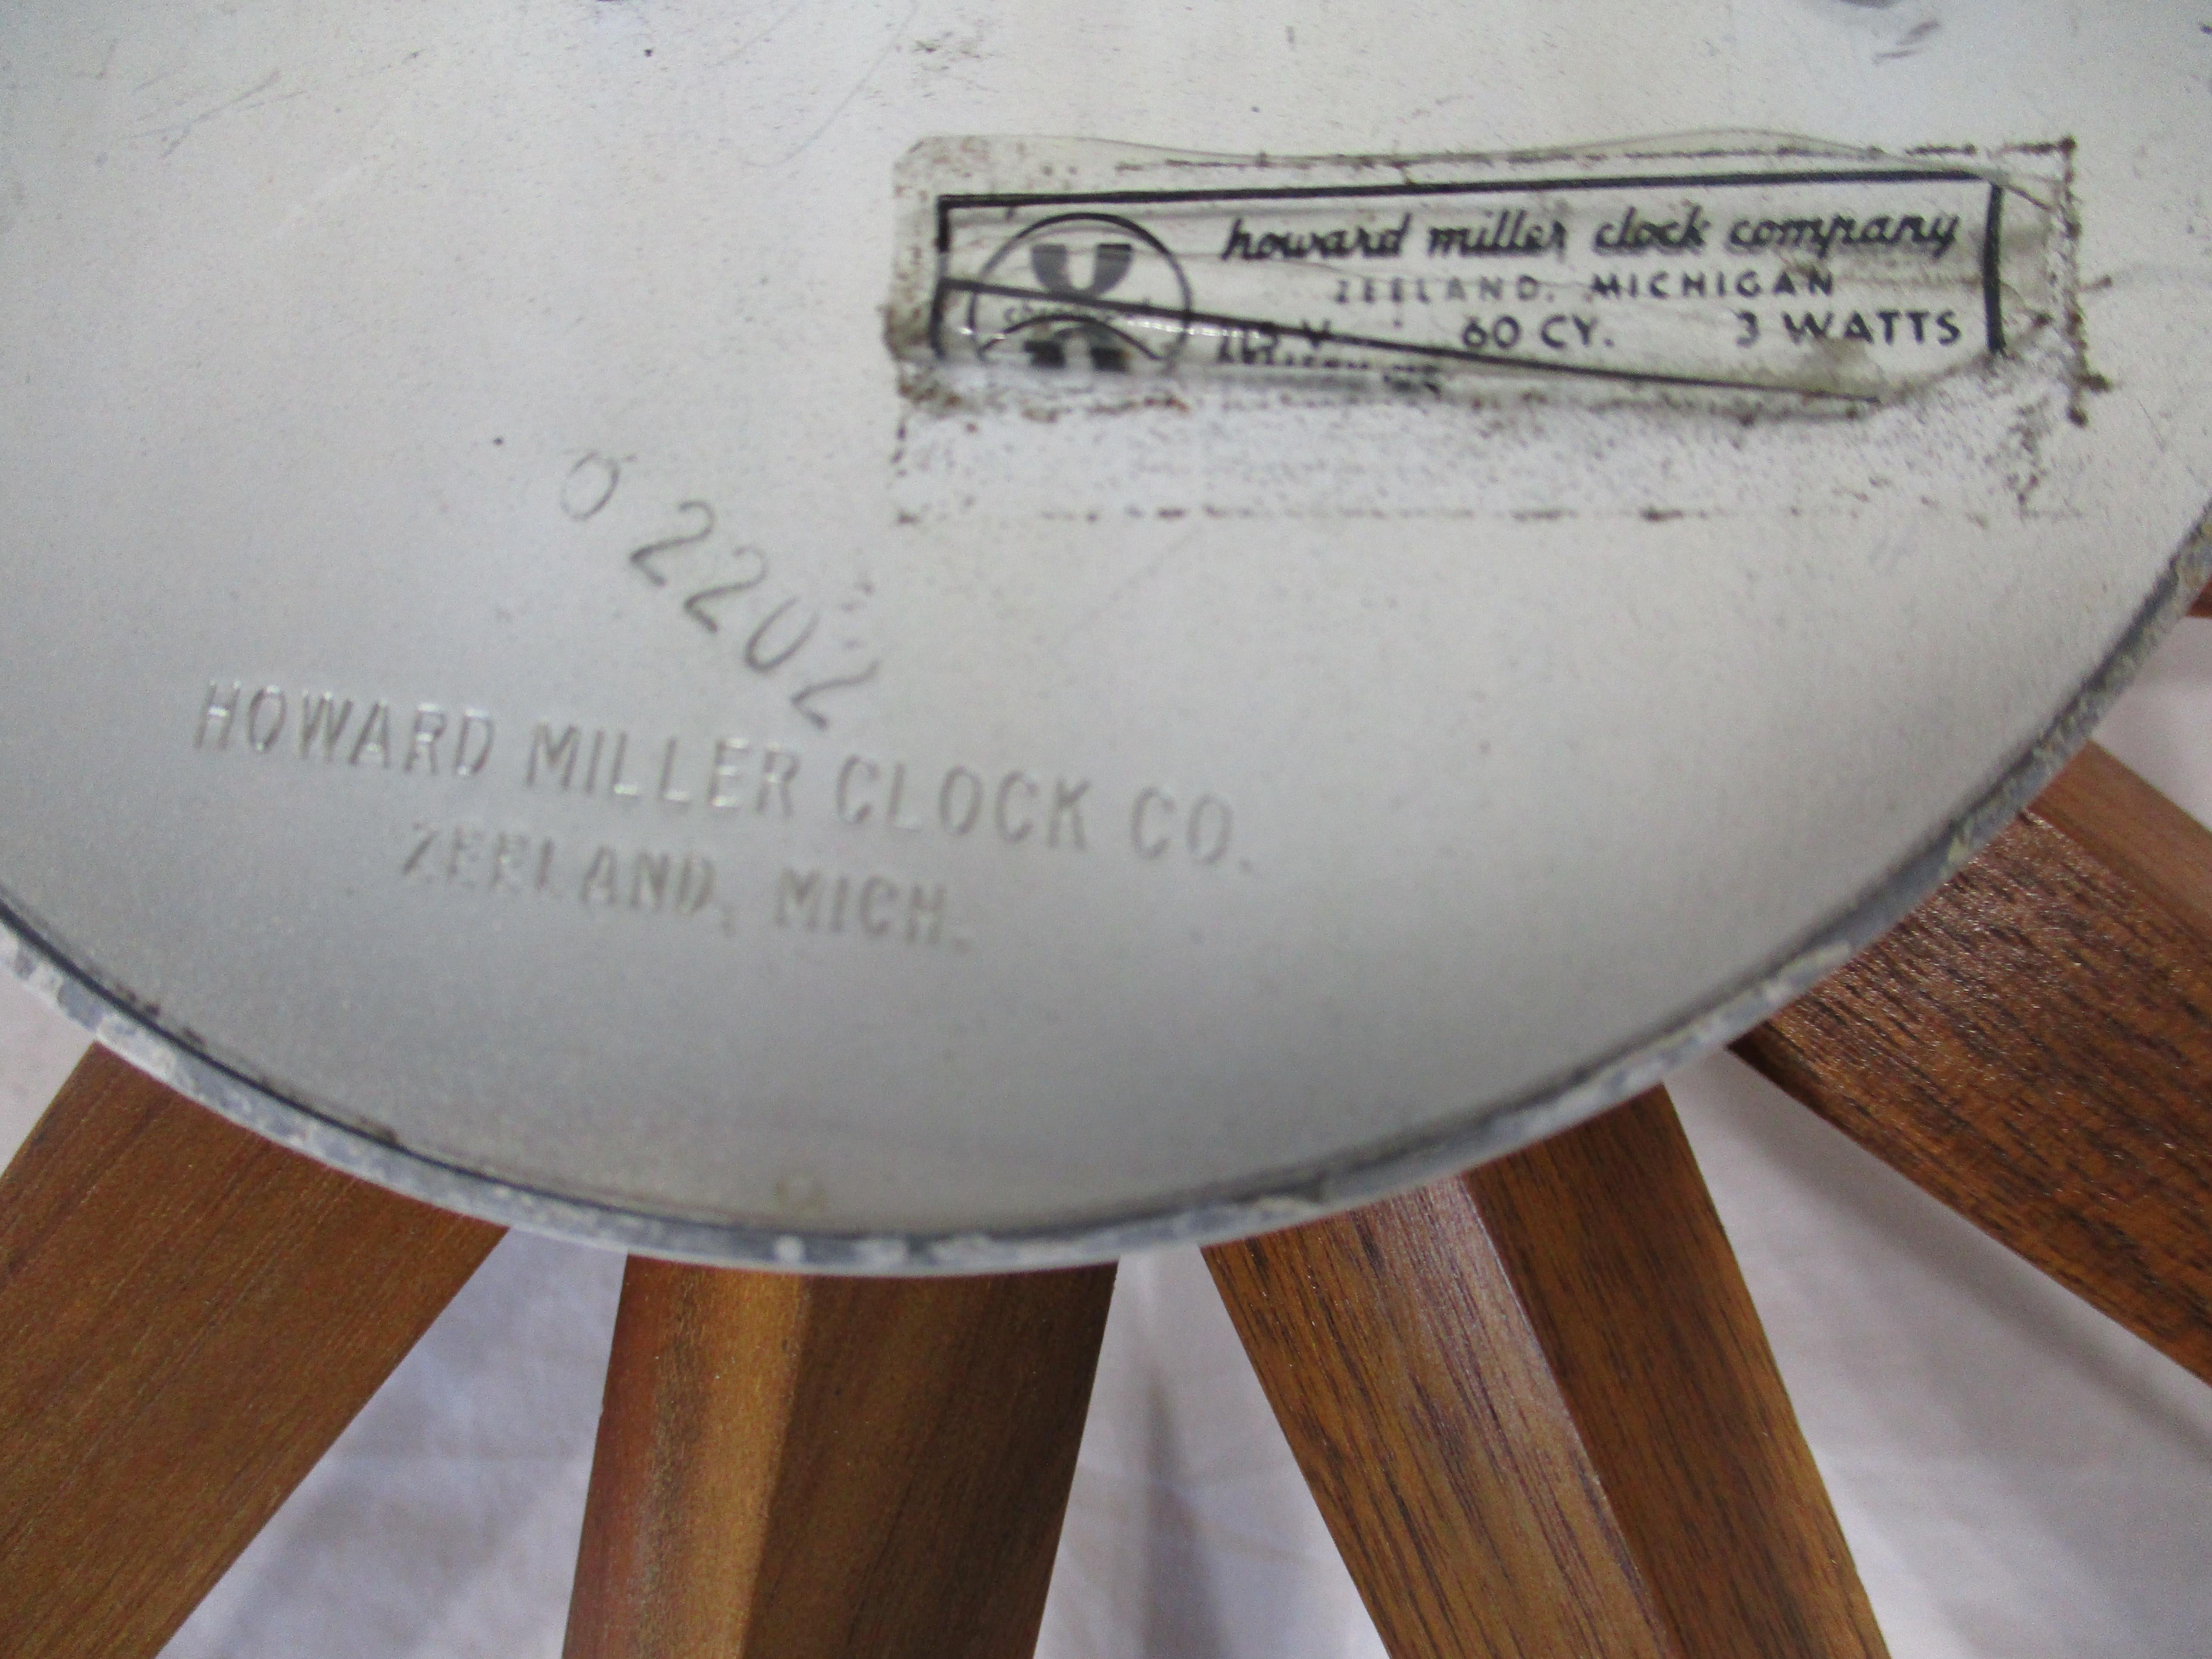 howard miller clock company
ZEELAND, MICHIGAN
60 CY. 3 WATTS
2202
HOWARD MILLER CLOCK CO.
ZEELAND, MICH.